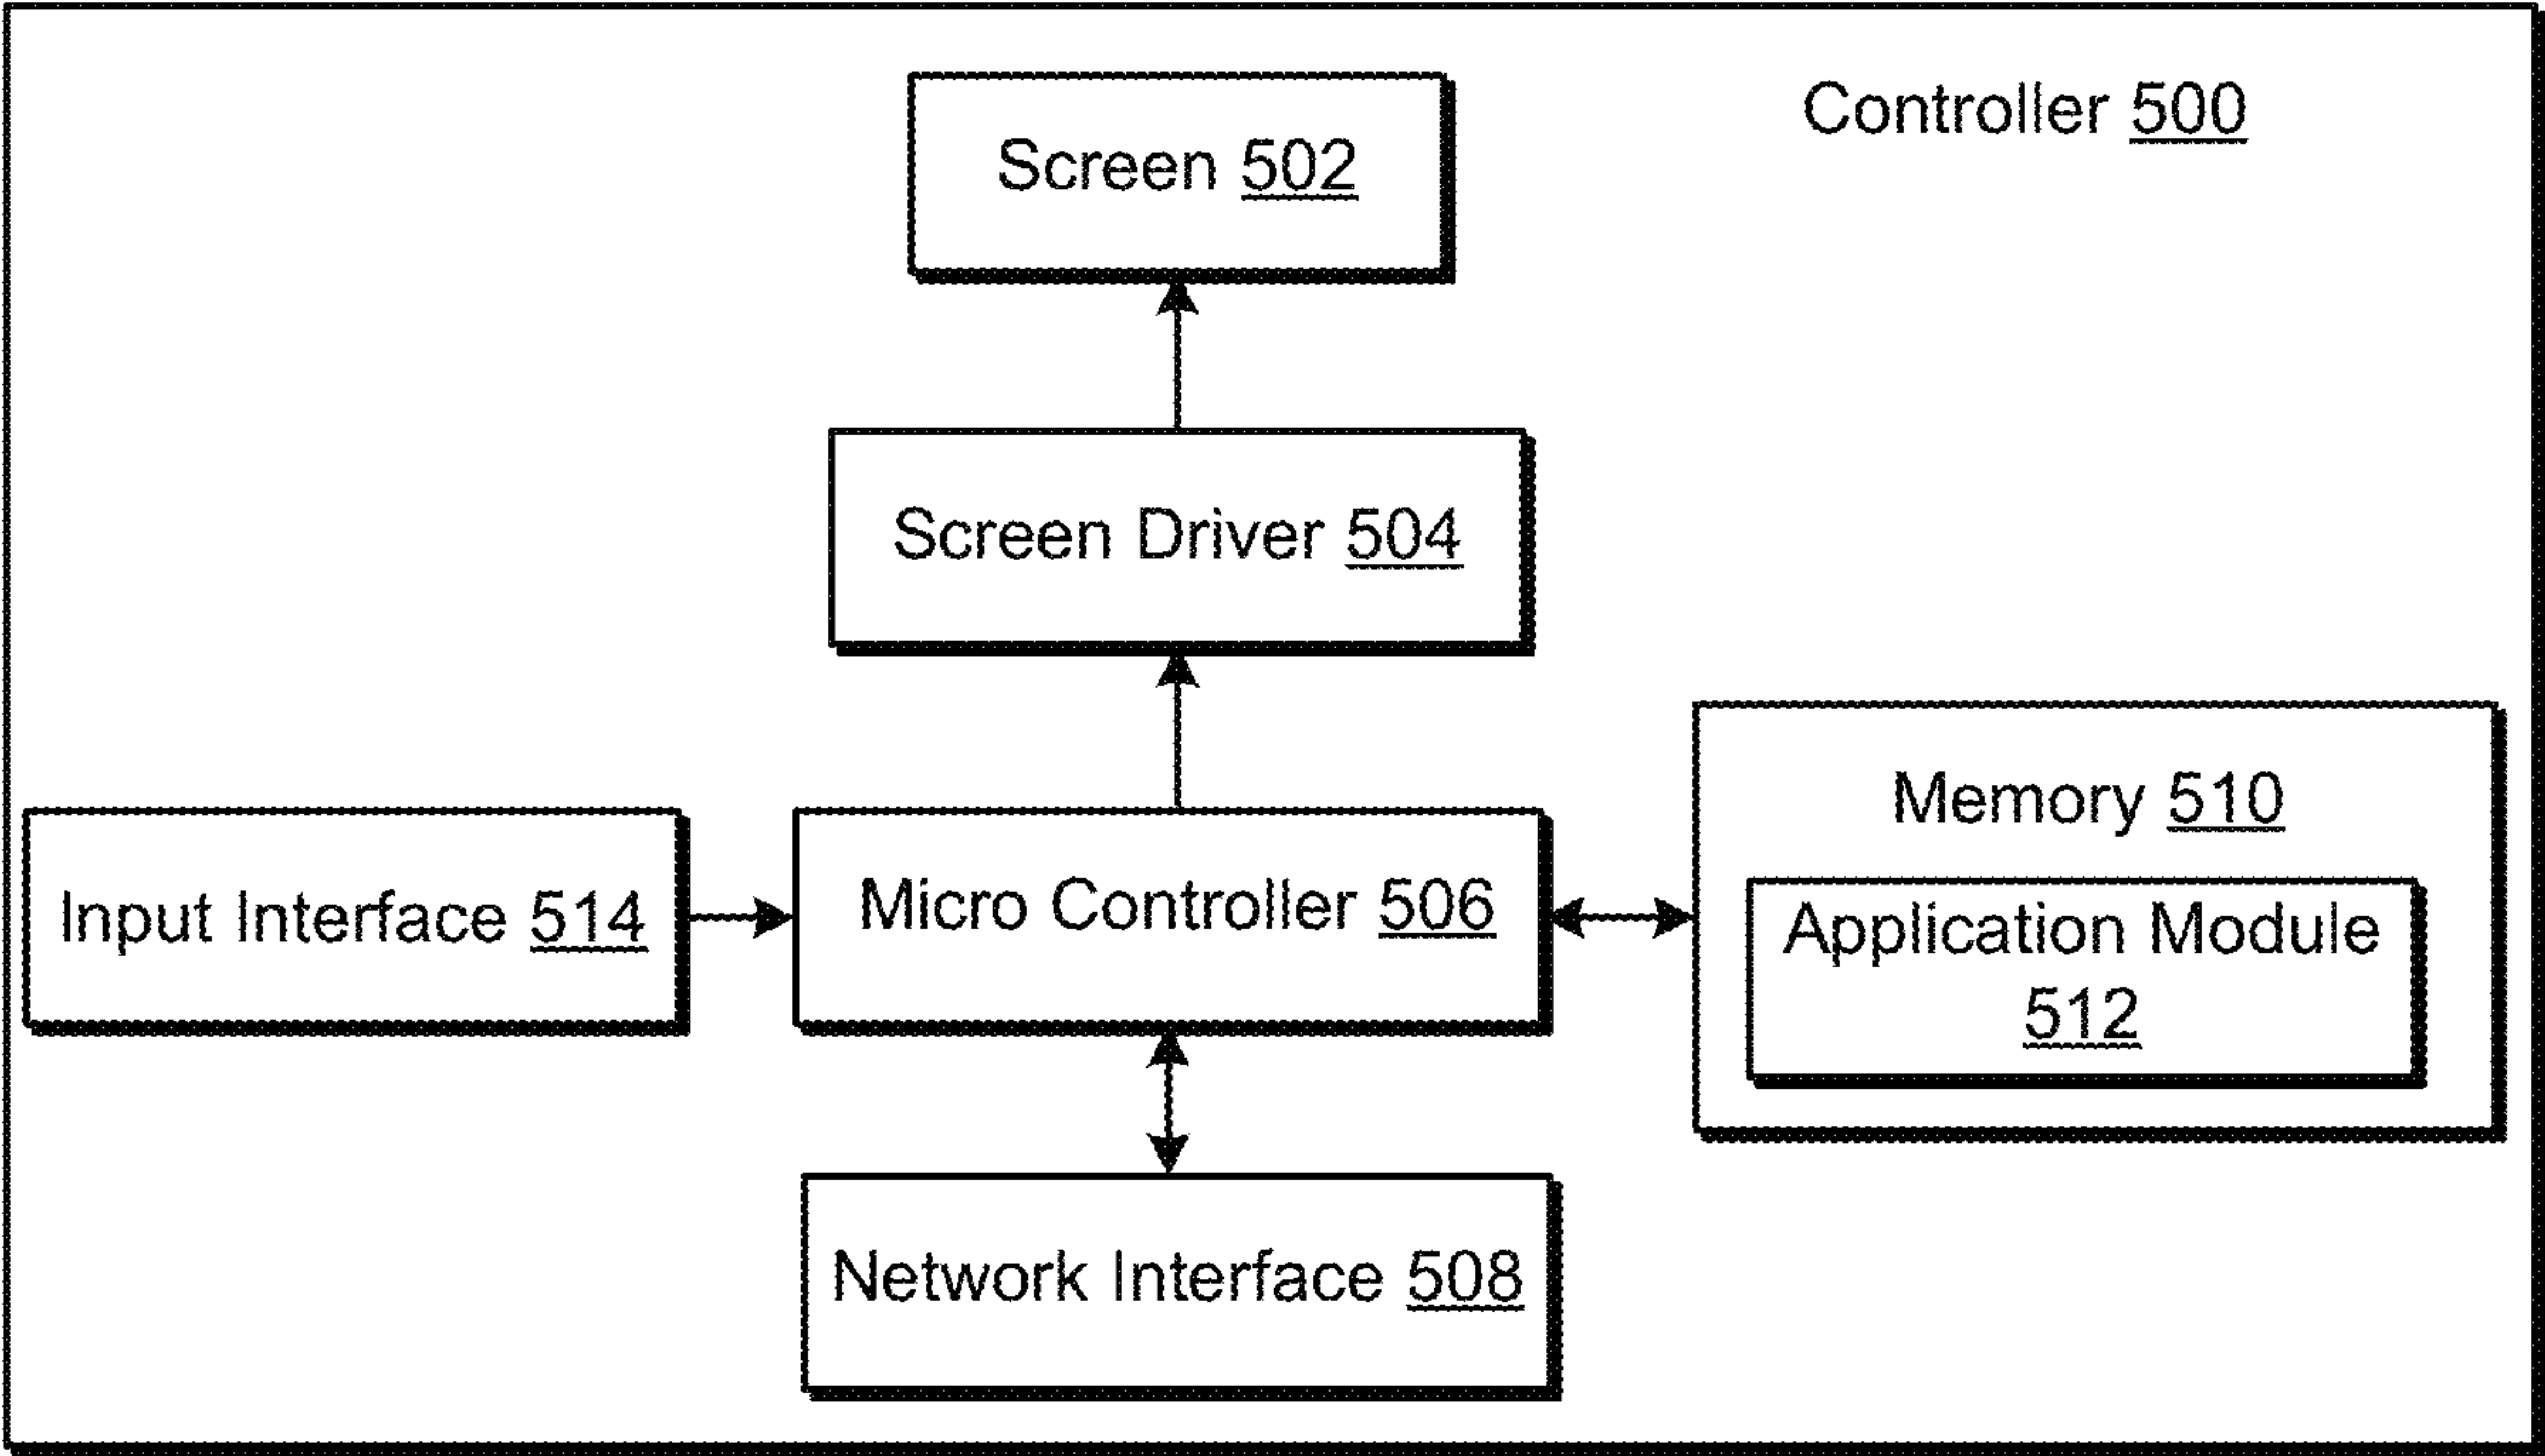 Controller 500
Screen 502
Screen Driver 504
Memory 510
Input Interface 514
Micro Controller 506
Application Module
512
Network Interface 508